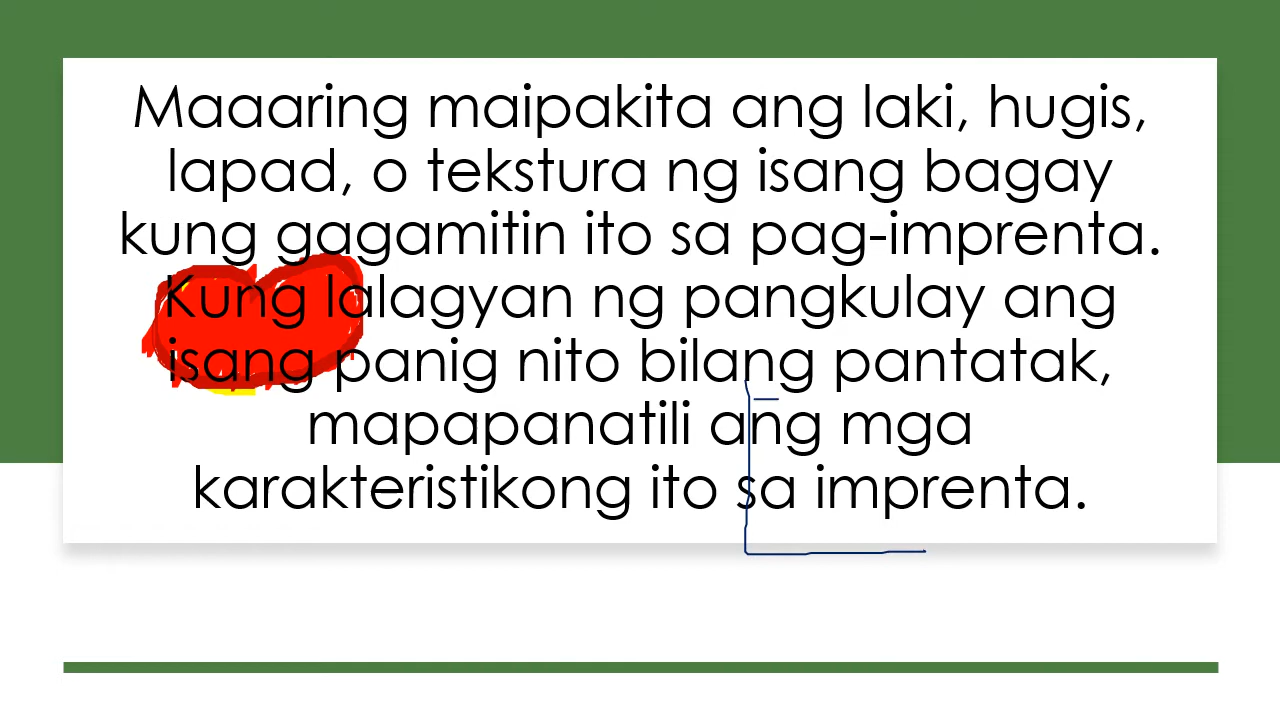 Maaaring maipakita ang laki, hugis,
lapad, o tekstura ng isang bagay
kung gagamitin ito sa pag-imprenta.
Kung lalagyan ng pangkulay ang
isang panig nito bilang pantatak,
mapapanatili ang mga
karakteristikong ito sa imprenta.